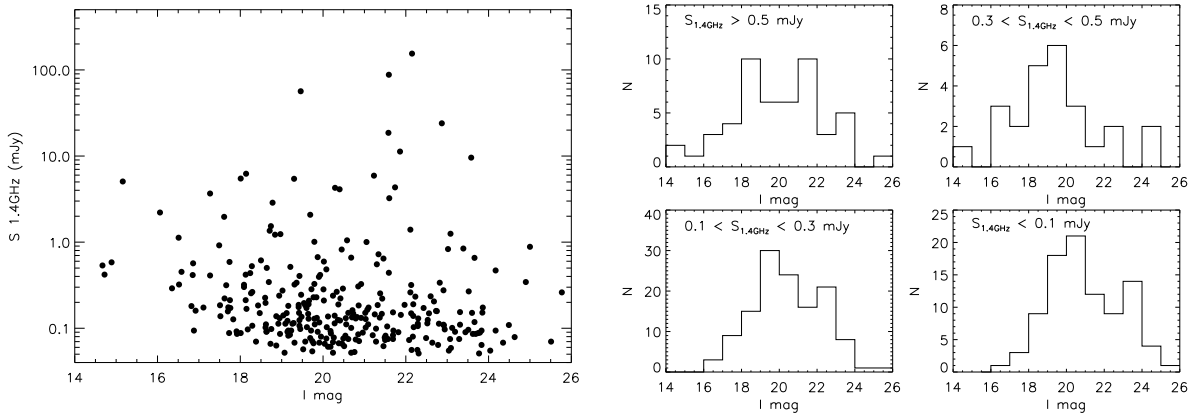 S 1.4GHz (mJy)
100.0
10.0
1.0
0.1
14 16 18 20 22 24 26
I mag
S1.4GHz > 0.5 mJy
N
15
10
5
0
14 16 18 20 22 24 26
I mag
0.3 < S1.4GHz < 0.5 mJy
N
8
6
4
2
0
14 16 18 20 22 24 26
I mag
0.1 < S1.4GHz < 0.3 mJy
N
40
30
20
10
0
14 16 18 20 22 24 26
I mag
S1.4GHz < 0.1 mJy
N
25
20
15
10
5
0
14 16 18 20 22 24 26
I mag